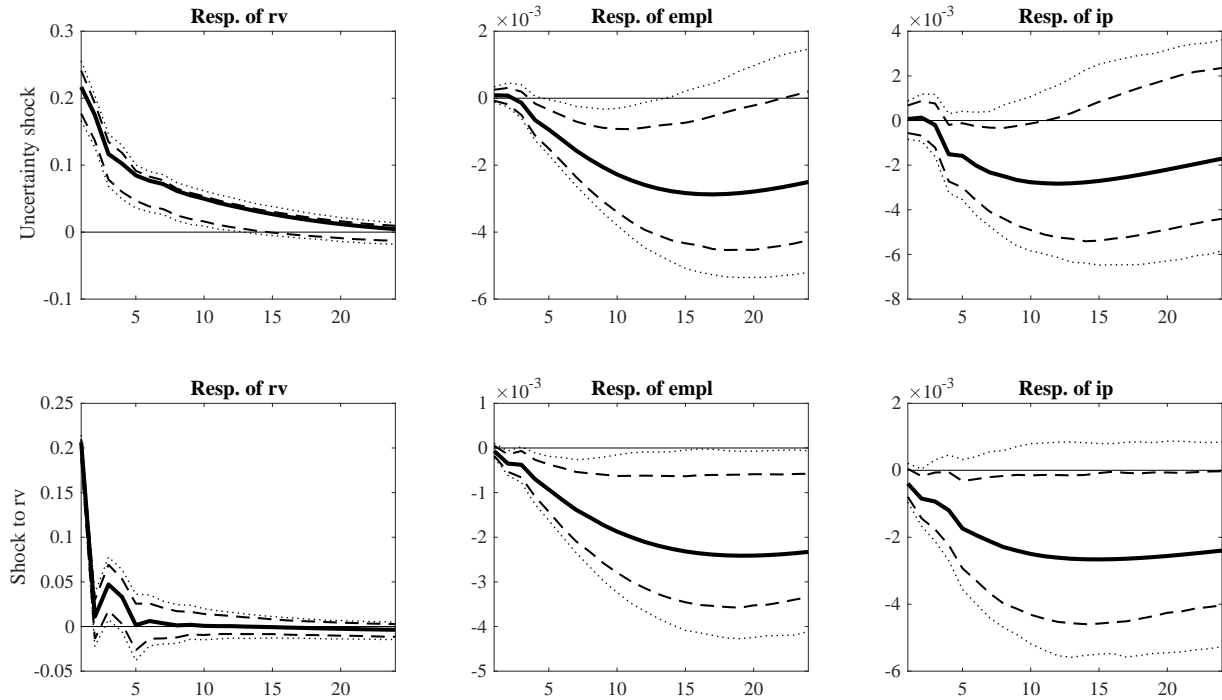 Resp. of rv
Uncertainty shock
0.3
0.2
0.1
0
-0.1
5 10 15 20
Resp. of empl
×10-3
2
0
-2
-4
-6
5 10 15 20
Resp. of ip
×10-3
4
2
0
-2
-4
-6
-8
5 10 15 20
Resp. of rv
Shock to rv
0.25
0.2
0.15
0.1
0.05
0
-0.05
5 10 15 20
Resp. of empl
×10-3
1
0
-1
-2
-3
-4
-5
5 10 15 20
Resp. of ip
×10-3
2
0
-2
-4
-6
5 10 15 20